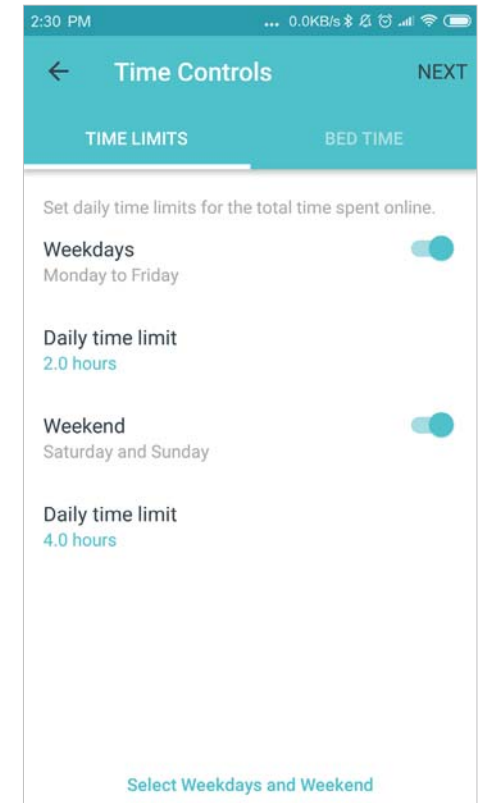 2:30 PM ... 0.0KB/s
Time Controls NEXT
TIME LIMITS BED TIME
Set daily time limits for the total time spent online.
Weekdays
Monday to Friday
Daily time limit
2.0 hours
Weekend
Saturday and Sunday
Daily time limit
4.0 hours
Select Weekdays and Weekend